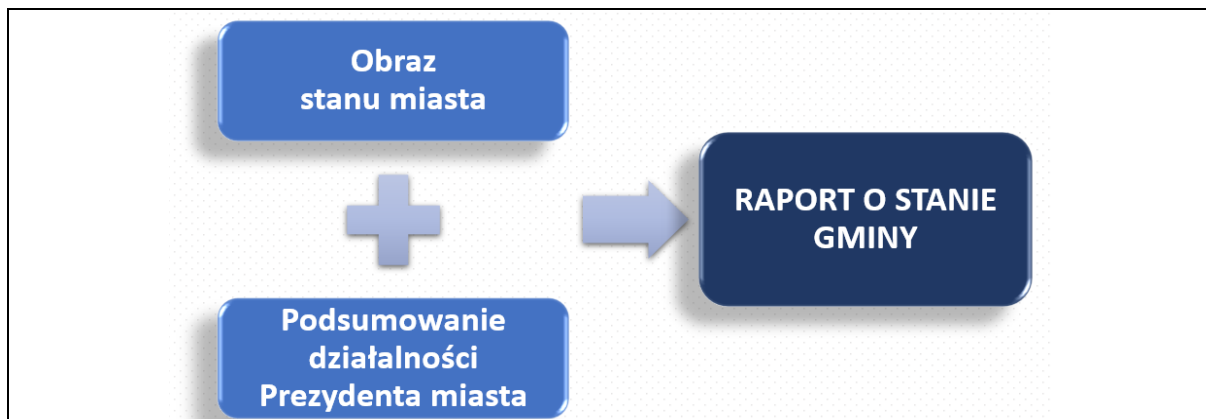 Obraz
stanu miasta
RAPORT O STANIE
GMINY
Podsumowanie
działalności
Prezydenta miasta